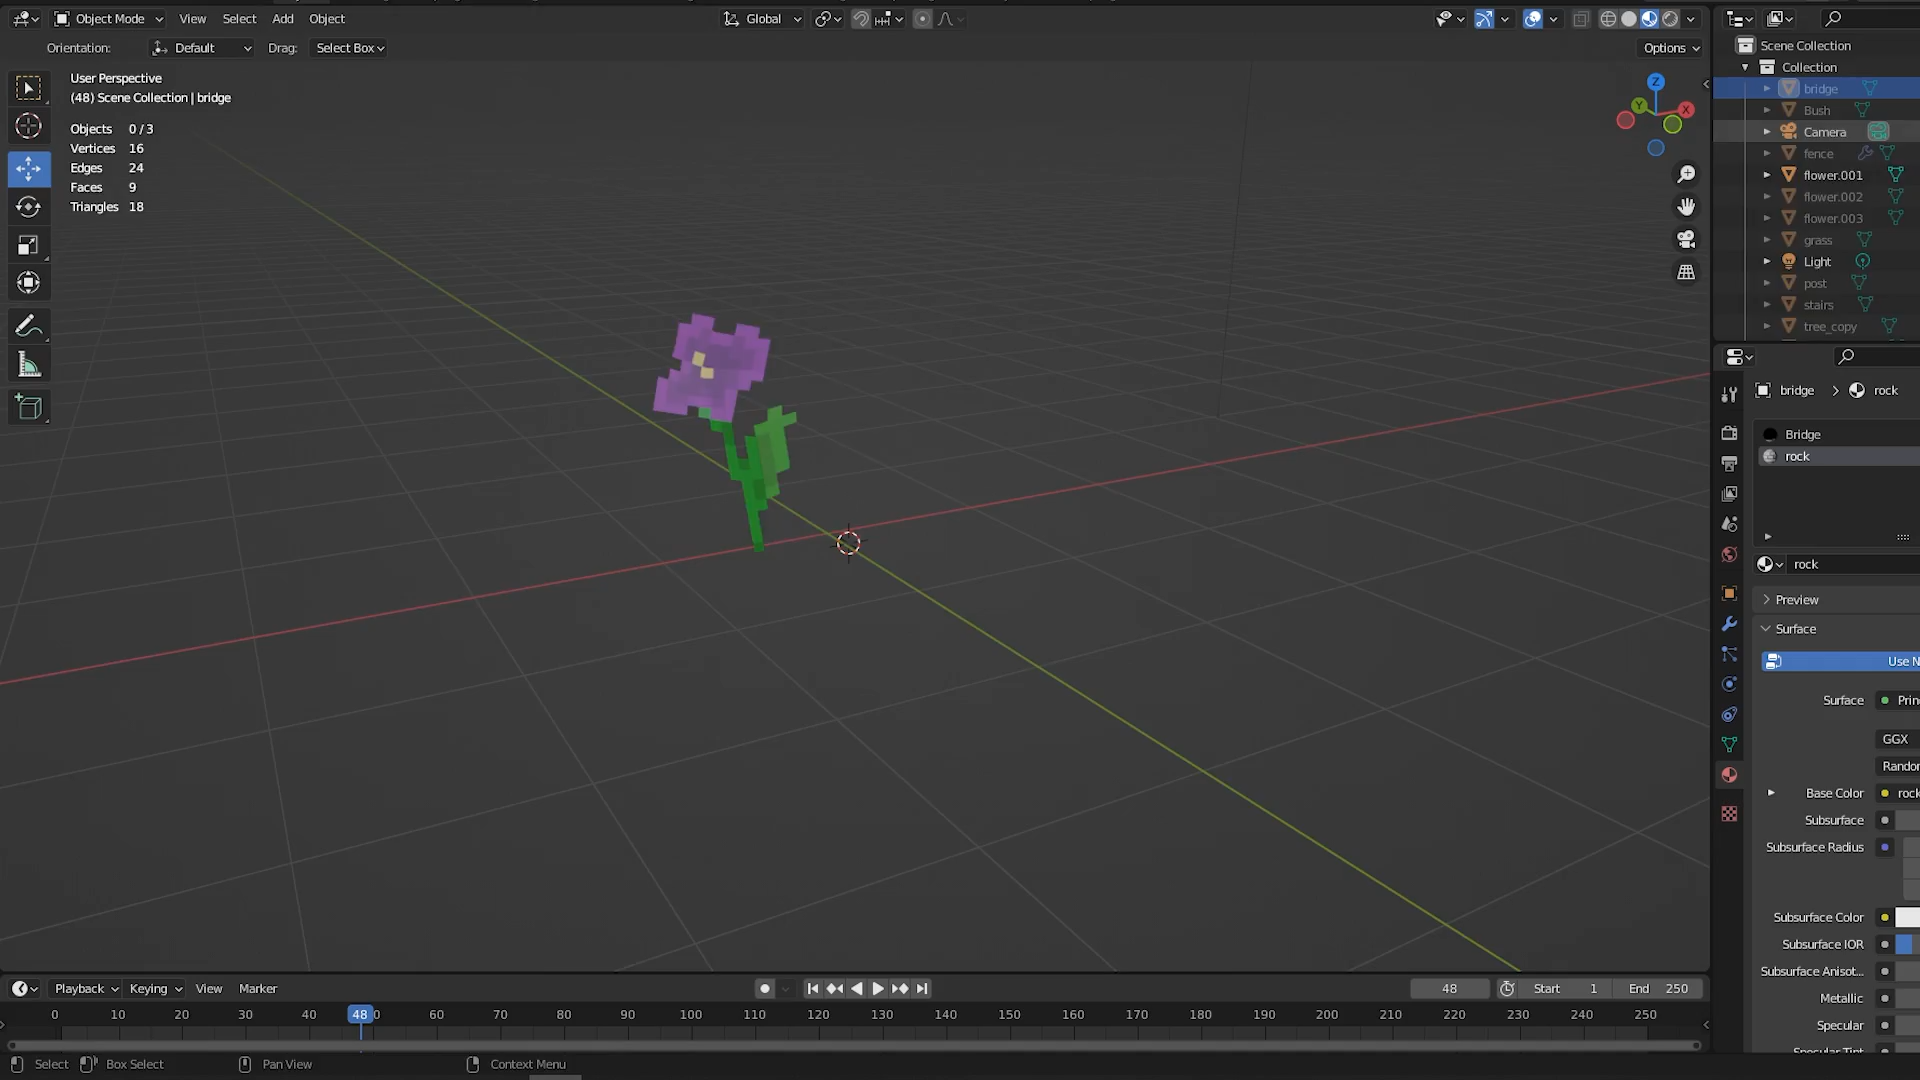 Object Mode View Select Add Object Global
Orientation: Default Drag: Select Box Options
User Perspective
(48) Scene Collection | bridge
Objects 0/3
Vertices 16
Edges 24
Faces 9
Triangles 18
X
Y
Z
Scene Collection
Collection
bridge
Bush
Camera
fence
flower.001
flower.002
flower.003
grass
Light
post
stairs
tree_copy
bridge > rock
Bridge
rock
rock
Preview
Surface
Use N
Surface Prin
GGX
Random
Base Color rock
Subsurface
Subsurface Radius
Subsurface Color
Subsurface IOR
Subsurface Anisot...
Metallic
Specular
Specular Tint
Playback Keying View Marker 48 Start 1 End 250
0 10 20 30 40 48 0 60 70 80 90 100 110 120 130 140 150 160 170 180 190 200 210 220 230 240 250
Select Box Select Pan View Context Menu